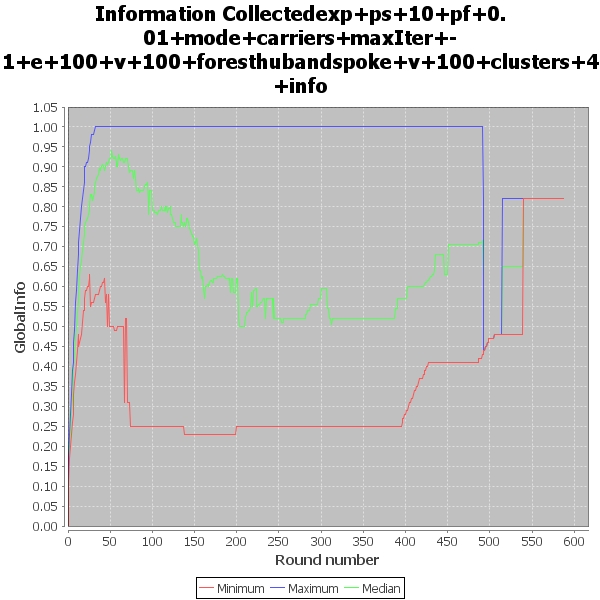 Information Collectedexp+ps+10+pf+0.
01+mode+carriers+maxIter+-
1+e+100+v+100+foresthubandspoke+v+100+clusters+4
+info
1.05
1.00
0.95
0.90
0.85
0.80
0.75
0.70
0.65
0.60
0.55
0.50
0.45
0.40
0.35
0.30
0.25
0.20
0.15
0.10
0.05
0.00
GlobalInfo
0 50 100 150 200 250 300 350 400 450 500 550 600
Round number
Minimum Maximum Median